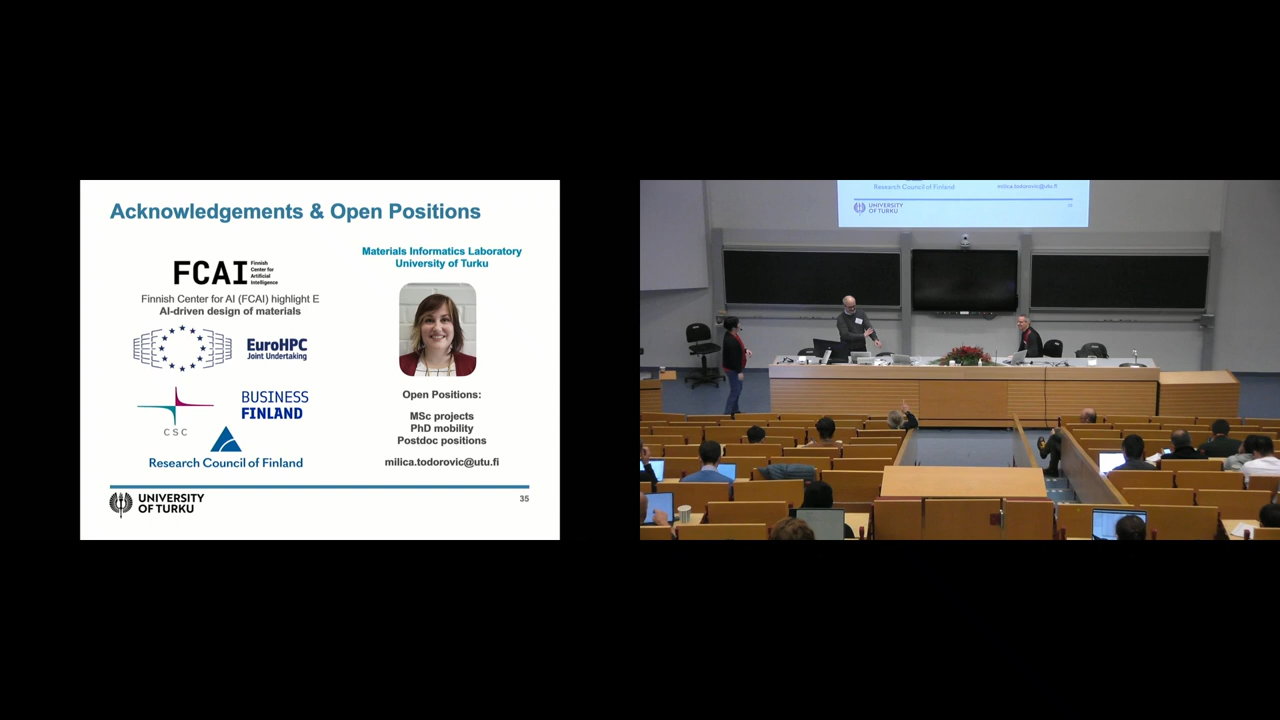 Acknowledgements & Open Positions
FCAI
Finnish
Center for
Artificial
Intelligence
Finnish Center for AI (FCAI) highlight E
AI-driven design of materials
EuroHPC
Joint Undertaking
BUSINESS
FINLAND
CSC
Research Council of Finland
Materials Informatics Laboratory
University of Turku
Open Positions:
MSc projects
PhD mobility
Postdoc positions
milica.todorovic@utu.fi
UNIVERSITY
OF TURKU
35
Research Council of Finland
milica.todorovic@utu.fi
UNIVERSITY
OF TURKU
35